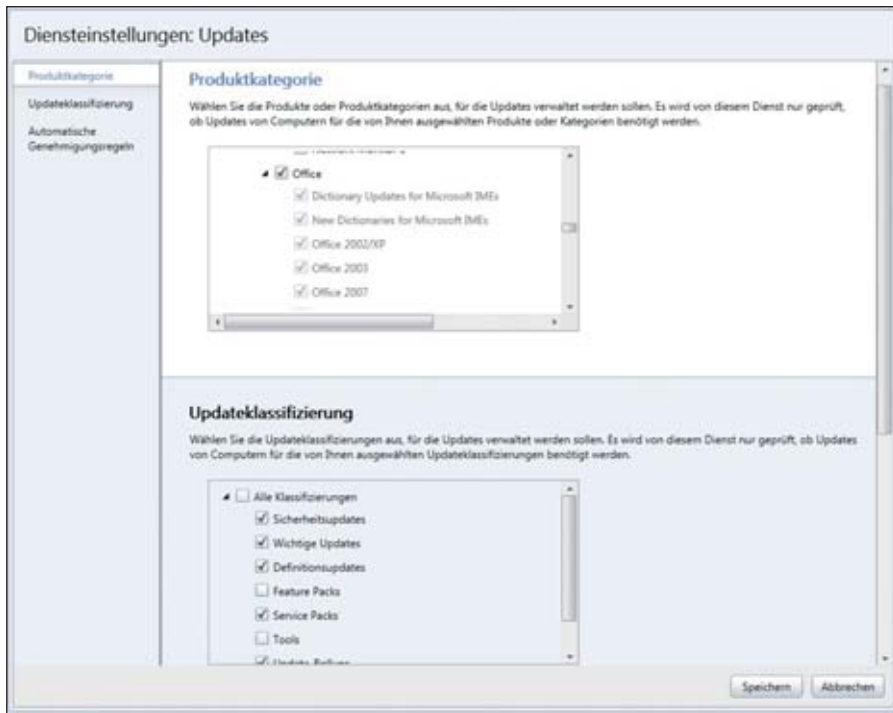 Diensteinstellungen: Updates
Produktkategorie
Updateklassifizierung
Automatische
Genehmigungsregeln
Produktkategorie
Wählen Sie die Produkte oder Produktkategorien aus, für die Updates verwaltet werden sollen. Es wird von diesem Dienst nur geprüft,
ob Updates von Computern für die von Ihnen ausgewählten Produkte oder Kategorien benötigt werden.
Office
Dictionary Updates for Microsoft IMEs
New Dictionaries for Microsoft IMEs
Office 2002/XP
Office 2003
Office 2007
Updateklassifizierung
Wählen Sie die Updateklassifizierungen aus, für die Updates verwaltet werden sollen. Es wird von diesem Dienst nur geprüft, ob Updates
von Computern für die von Ihnen ausgewählten Updateklassifizierungen benötigt werden.
Alle Klassifizierungen
Sicherheitsupdates
Wichtige Updates
Definitionsupdates
Feature Packs
Service Packs
Tools
Speichern
Abbrechen